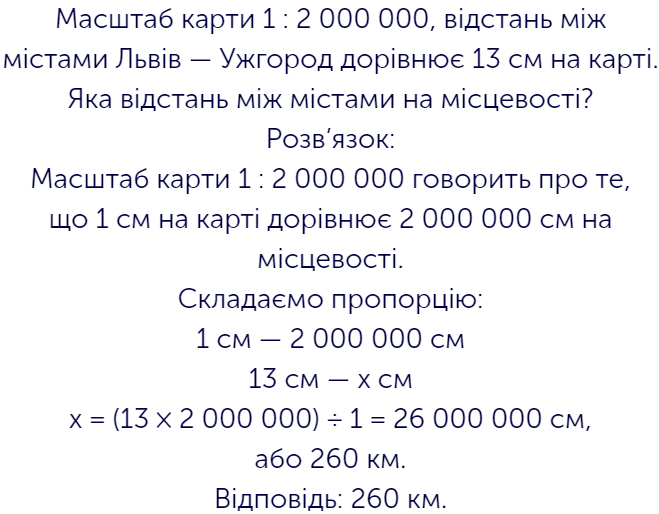 Масштаб карти 1 : 2 000 000, відстань між
містами Львів — Ужгород дорівнює 13 см на карті.
Яка відстань між містами на місцевості?
Розв’язок:
Масштаб карти 1 : 2 000 000 говорить про те,
що 1 см на карті дорівнює 2 000 000 см на
місцевості.
Складаємо пропорцію:
1 см — 2 000 000 см
13 см — х см
х = (13 × 2 000 000) ÷ 1 = 26 000 000 см,
або 260 км.
Відповідь: 260 км.